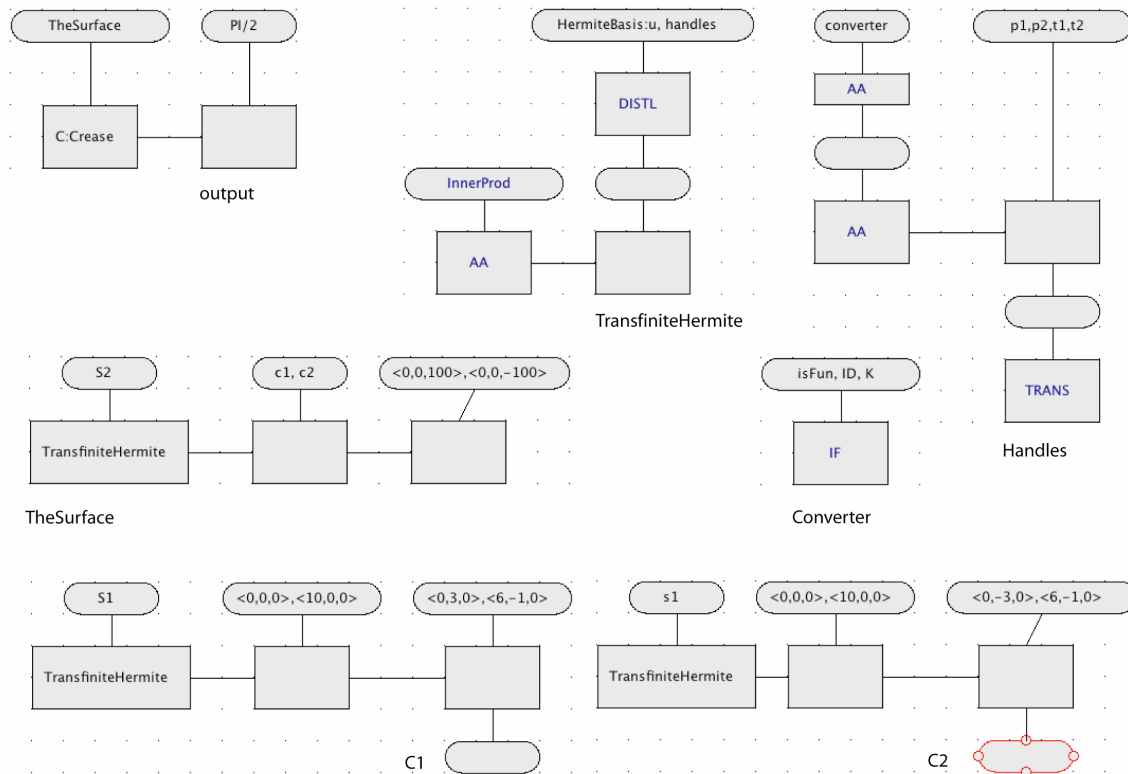 TheSurface
PI/2
C:Crease
output
HermiteBasis:u, handles
DISTL
InnerProd
AA
TransfiniteHermite
converter
p1,p2,t1,t2
AA
AA
TRANS
Handles
S2
c1, c2
<0,0,100>,<0,0,-100>
TransfiniteHermite
TheSurface
isFun, ID, K
IF
Converter
S1
<0,0,0>,<10,0,0>
<0,3,0>,<6,-1,0>
TransfiniteHermite
C1
s1
<0,0,0>,<10,0,0>
<0,-3,0>,<6,-1,0>
TransfiniteHermite
C2